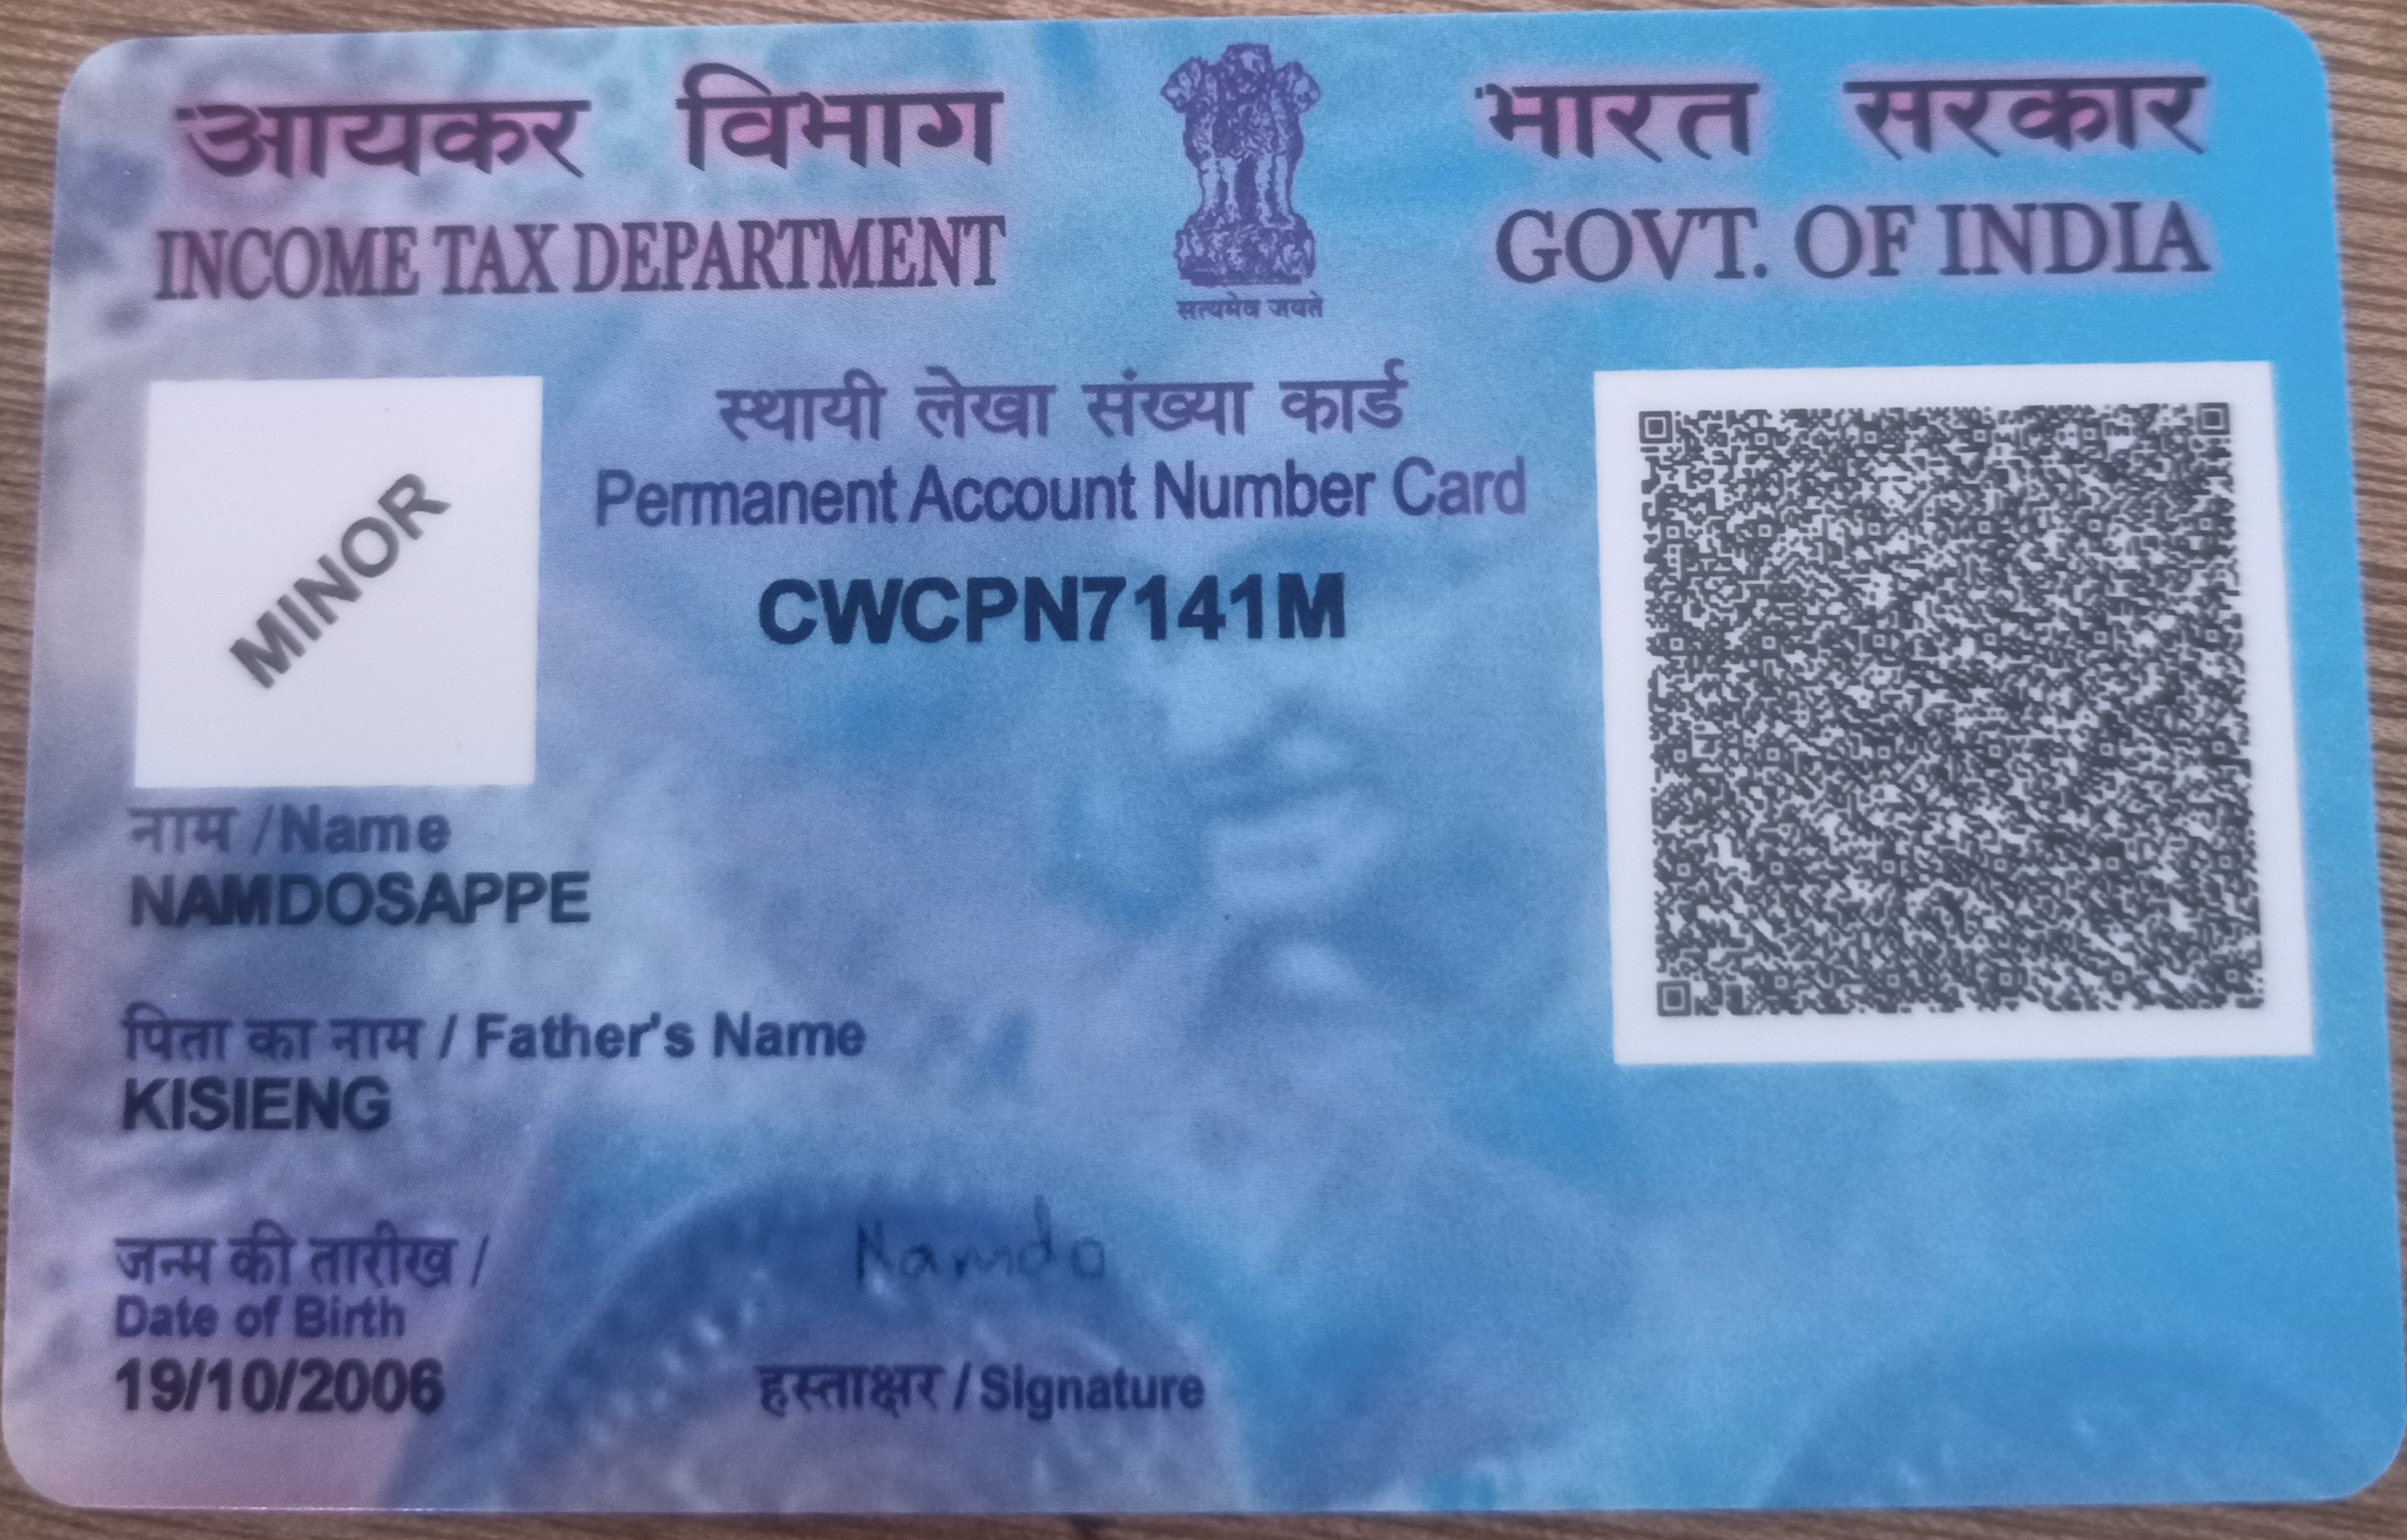 आयकर विभाग
INCOME TAX DEPARTMENT
सत्यमेव जयते
भारत सरकार
GOVT. OF INDIA
स्थायी लेखा संख्या कार्ड
Permanent Account Number Card
CWCPN7141M
MINOR
नाम /Name
NAMDOSAPPE
पिता का नाम / Father's Name
KISIENG
जन्म की तारीख /
Date of Birth
19/10/2006
Namdo
हस्ताक्षर / Signature